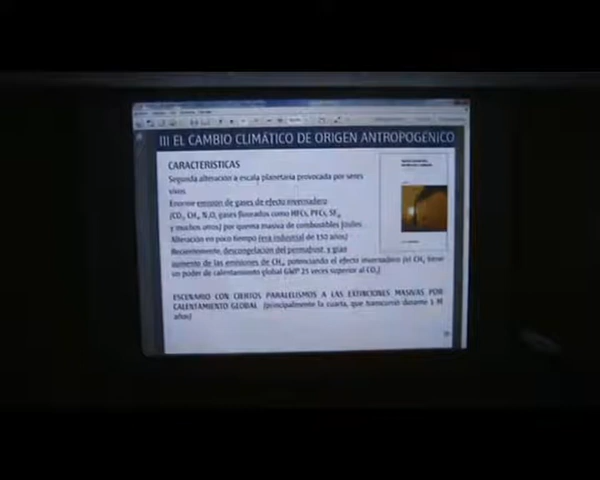 III EL CAMBIO CLIMÁTICO DE ORIGEN ANTROPOGÉNICO
CARACTERÍSTICAS
Segunda alteración a escala planetaria provocada por seres
vivos
Enorme emisión de gases de efecto invernadero
(CO₂ CH₄ N₂O, gases fluorados como HFCs, PFCs, SF₆
y muchos otros) por quema masiva de combustibles fósiles
Alteración en poco tiempo (era industrial de 150 años)
Recientemente, descongelación del permafrost, y gran
aumento de las emisiones de CH₄, potenciando el efecto invernadero (el CH₄ tiene
un poder de calentamiento global GWP 25 veces superior al CO₂)
ESCENARIO CON CIERTOS PARALELISMOS A LAS EXTINCIONES MASIVAS POR
CALENTAMIENTO GLOBAL (principalmente la cuarta, que transcurrió durante 1 M
años)